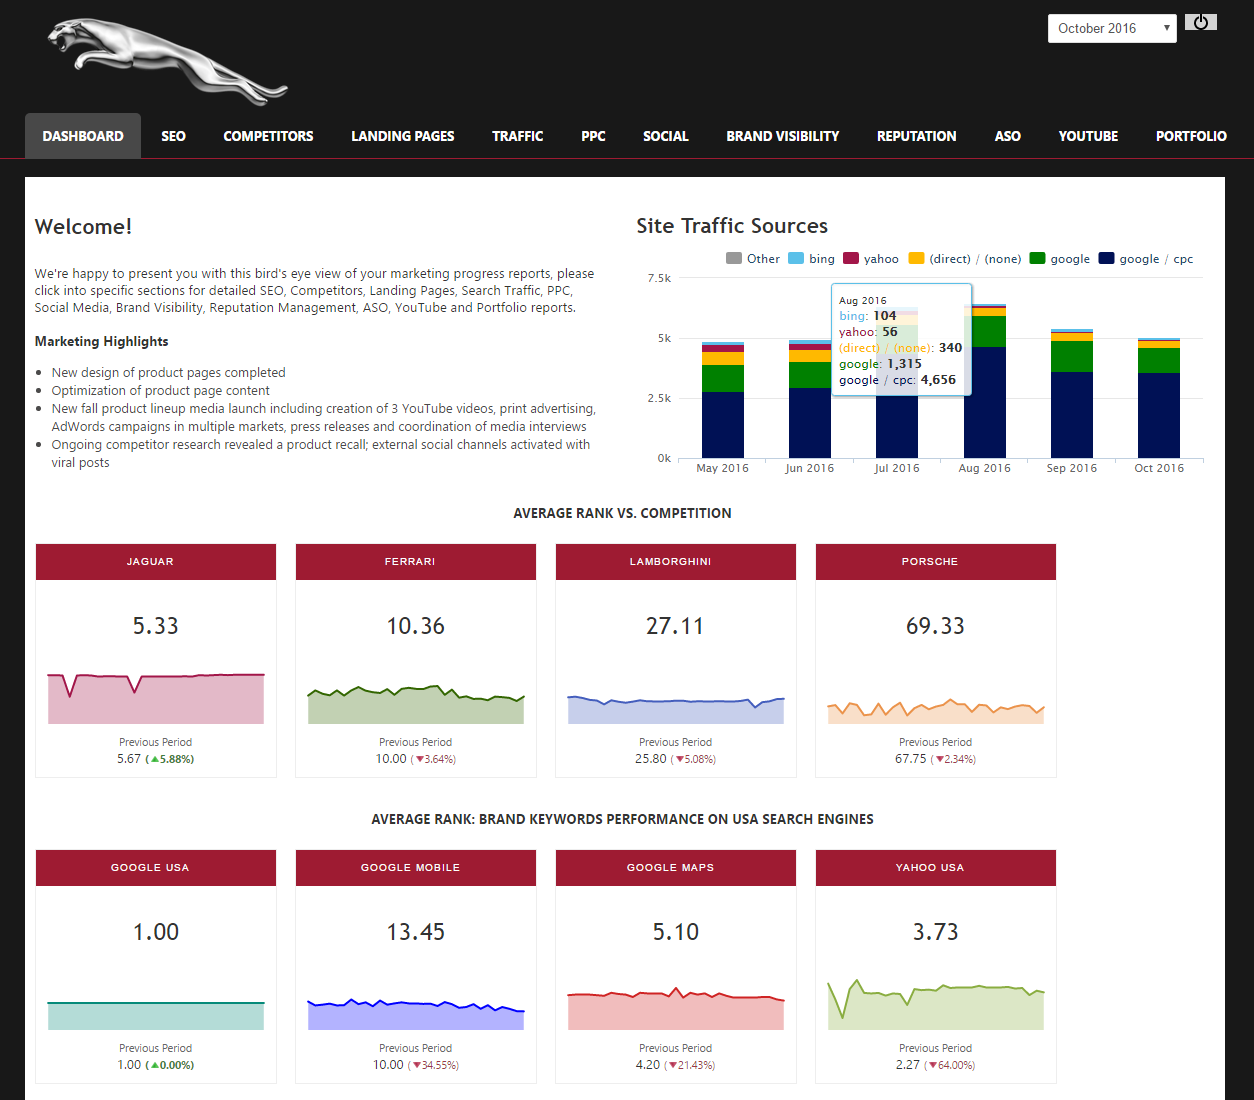 October 2016
DASHBOARD SEO COMPETITORS LANDING PAGES TRAFFIC PPC SOCIAL BRAND VISIBILITY REPUTATION ASO YOUTUBE PORTFOLIO
Welcome!
We're happy to present you with this bird's eye view of your marketing progress reports, please
click into specific sections for detailed SEO, Competitors, Landing Pages, Search Traffic, PPC,
Social Media, Brand Visibility, Reputation Management, ASO, YouTube and Portfolio reports.
Marketing Highlights
New design of product pages completed
Optimization of product page content
New fall product lineup media launch including creation of 3 YouTube videos, print advertising,
AdWords campaigns in multiple markets, press releases and coordination of media interviews
Ongoing competitor research revealed a product recall; external social channels activated with
viral posts
Site Traffic Sources
Other bing yahoo (direct) / (none) google google / cpc
7.5k
5k
2.5k
0k
Aug 2016
bing: 104
yahoo: 56
(direct) / (none): 340
google: 1,315
google / cpc: 4,656
May 2016 Jun 2016 Jul 2016 Aug 2016 Sep 2016 Oct 2016
AVERAGE RANK VS. COMPETITION
JAGUAR
5.33
Previous Period
5.67 (▲5.88%)
FERRARI
10.36
Previous Period
10.00 (▼3.64%)
LAMBORGHINI
27.11
Previous Period
25.80 (▼5.08%)
PORSCHE
69.33
Previous Period
67.75 (▼2.34%)
AVERAGE RANK: BRAND KEYWORDS PERFORMANCE ON USA SEARCH ENGINES
GOOGLE USA
1.00
Previous Period
1.00 (▲0.00%)
GOOGLE MOBILE
13.45
Previous Period
10.00 (▼34.55%)
GOOGLE MAPS
5.10
Previous Period
4.20 (▼21.43%)
YAHOO USA
3.73
Previous Period
2.27 (▼64.00%)